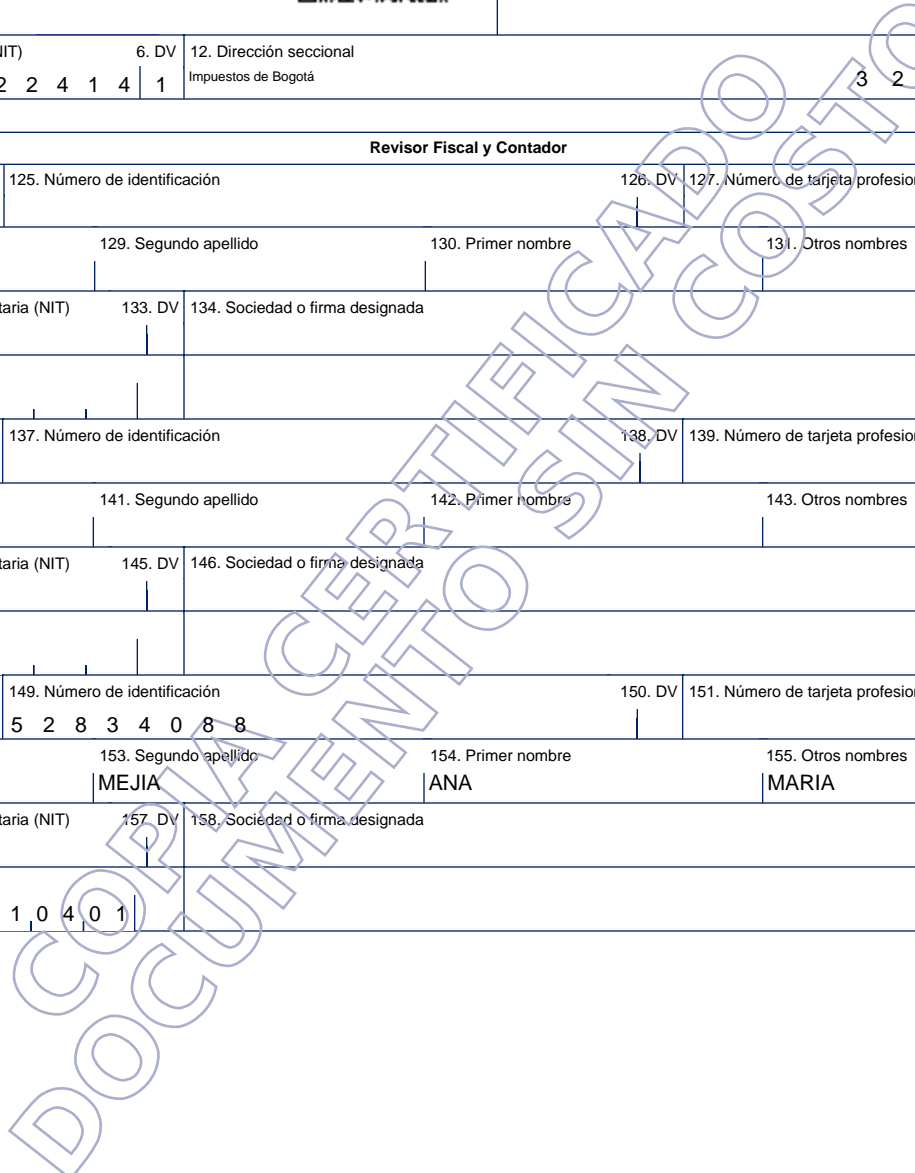 NIT) 6. DV 12. Dirección seccional
2 2 4 1 4 1 Impuestos de Bogotá 3 2
Revisor Fiscal y Contador
125. Número de identificación 126. DV 127. Número de tarjeta profesion
129. Segundo apellido 130. Primer nombre 131. Otros nombres
taria (NIT) 133. DV 134. Sociedad o firma designada
137. Número de identificación 138. DV 139. Número de tarjeta profesion
141. Segundo apellido 142. Primer nombre 143. Otros nombres
taria (NIT) 145. DV 146. Sociedad o firma designada
149. Número de identificación 150. DV 151. Número de tarjeta profesion
5 2 8 3 4 0 8 8
153. Segundo apellido 154. Primer nombre 155. Otros nombres
MEJIA ANA MARIA
taria (NIT) 157. DV 158. Sociedad o firma designada
1 0 4 0 1
COPIA CERTIFICADO
DOCUMENTO SIN COSTO